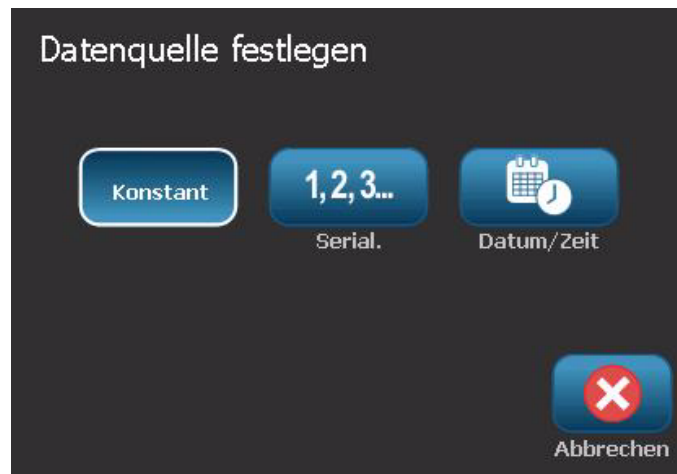 Datenquelle festlegen
Konstant
1, 2, 3...
Serial.
Datum/Zeit
Abbrechen